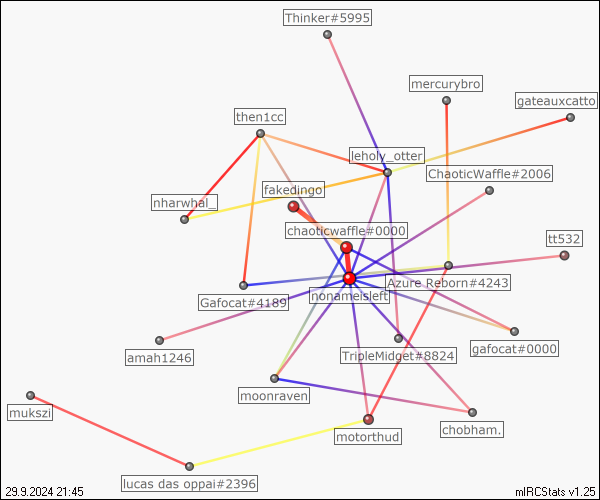 Thinker#5995
mercurybro
gateauxcatto
then1cc
leholy_otter
ChaoticWaffle#2006
fakedingo
nharwhal_
chaoticwaffle#0000
tt532
Azure Reborn#4243
Gafocat#4189
nonameisleft
gafocat#0000
amah1246
TripleMidget#8824
moonraven
mukszi
motorthud
chobham.
lucas das oppai#2396
29.9.2024 21:45
mIRCStats v1.25